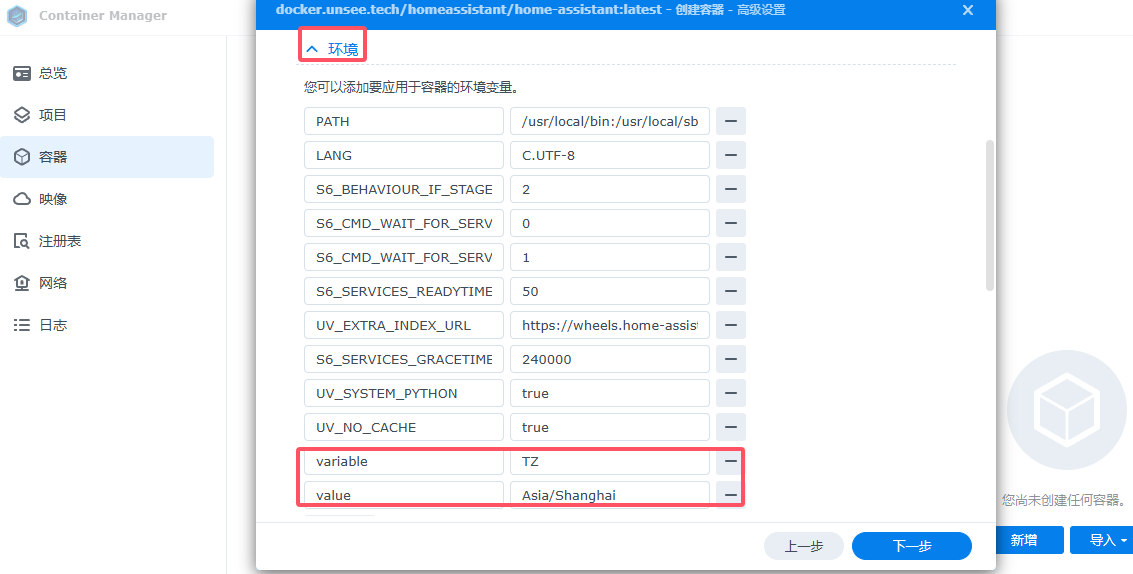 Container Manager
总览
项目
容器
映像
注册表
网络
日志
docker.unsee.tech/homeassistant/home-assistant:latest - 创建容器 - 高级设置
环境
您可以添加要应用于容器的环境变量。
PATH /usr/local/bin:/usr/local/sb
LANG C.UTF-8
S6_BEHAVIOUR_IF_STAGE 2
S6_CMD_WAIT_FOR_SERV 0
S6_CMD_WAIT_FOR_SERV 1
S6_SERVICES_READYTIME 50
UV_EXTRA_INDEX_URL https://wheels.home-assist
S6_SERVICES_GRACETIME 240000
UV_SYSTEM_PYTHON true
UV_NO_CACHE true
variable TZ
value Asia/Shanghai
上一步 下一步
您尚未创建任何容器。
新增 导入